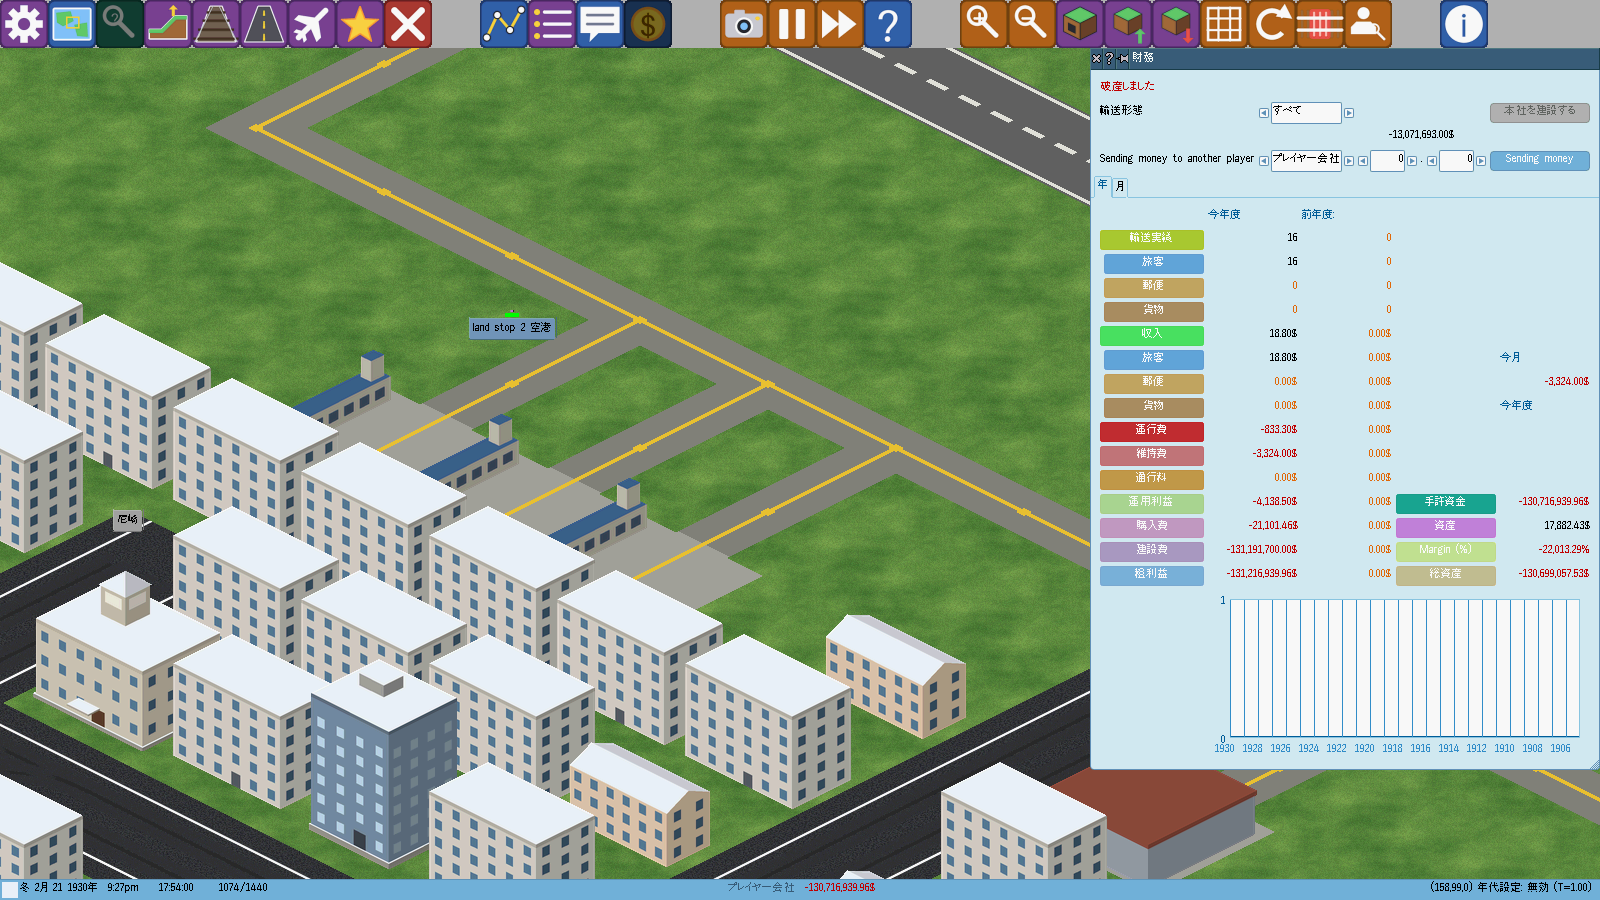 財務
破産しました
輸送形態 すべて 本社を建設する
-13,071,693.00$
Sending money to another player プレイヤー会社 0 . 0 Sending money
年 月
今年度 前年度:
輸送実績 16 0
旅客 16 0
郵便 0 0
貨物 0 0
収入 18.80$ 0.00$
旅客 18.80$ 0.00$ 今月
郵便 0.00$ 0.00$ -3,324.00$
貨物 0.00$ 0.00$ 今年度
運行費 -833.30$ 0.00$
維持費 -3,324.00$ 0.00$
通行料 0.00$ 0.00$
運用利益 -4,138.50$ 0.00$ 手許資金 -130,716,939.96$
購入費 -21,101.46$ 0.00$ 資産 17,882.43$
建設費 -131,191,700.00$ 0.00$ Margin (%) -22,013.29%
粗利益 -131,216,939.96$ 0.00$ 総資産 -130,699,057.53$
1
0
1930 1928 1926 1924 1922 1920 1918 1916 1914 1912 1910 1908 1906
land stop 2 空港
尼崎
冬 2月 21 1930年 9:27pm 17:54:00 1074/1440 プレイヤー会社 -130,716,939.96$ (158,99,0) 年代設定: 無効 (T=1.00)